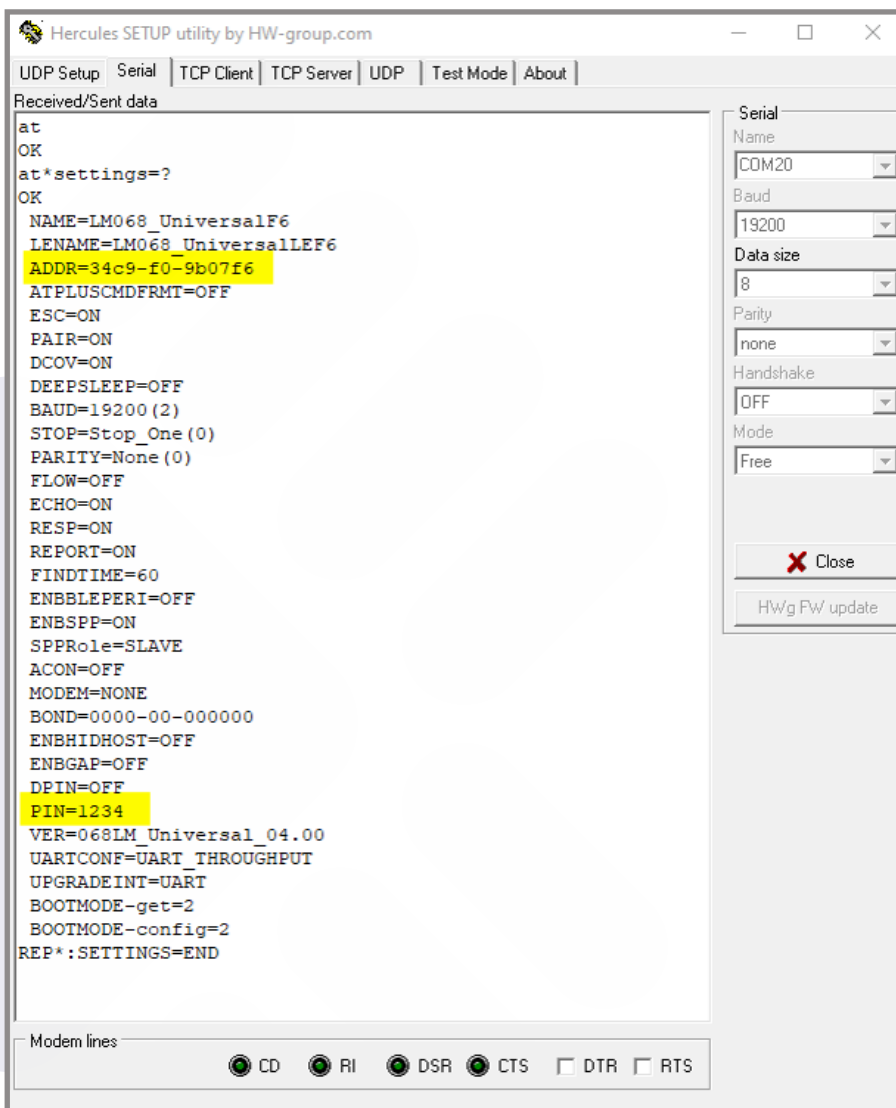 Hercules SETUP utility by HW-group.com
UDP Setup Serial TCP Client TCP Server UDP Test Mode About
Received/Sent data
at
OK
at*settings=?
OK
NAME=LM068_UniversalF6
LENAME=LM068_UniversalLEF6
ADDR=34c9-f0-9b07f6
ATPLUSCMDFRMT=OFF
ESC=ON
PAIR=ON
DCOV=ON
DEEPSLEEP=OFF
BAUD=19200(2)
STOP=Stop_One(0)
PARITY=None(0)
FLOW=OFF
ECHO=ON
RESP=ON
REPORT=ON
FINDTIME=60
ENBBLEPERI=OFF
ENBSPP=ON
SPPRole=SLAVE
ACON=OFF
MODEM=NONE
BOND=0000-00-000000
ENBHIDHOST=OFF
ENBGAP=OFF
DPIN=OFF
PIN=1234
VER=068LM_Universal_04.00
UARTCONF=UART_THROUGHPUT
UPGRADEINT=UART
BOOTMODE-get=2
BOOTMODE-config=2
REP*:SETTINGS=END
Serial
Name
COM20
Baud
19200
Data size
8
Parity
none
Handshake
OFF
Mode
Free
Close
HWg FW update
Modem lines
CD RI DSR CTS DTR RTS